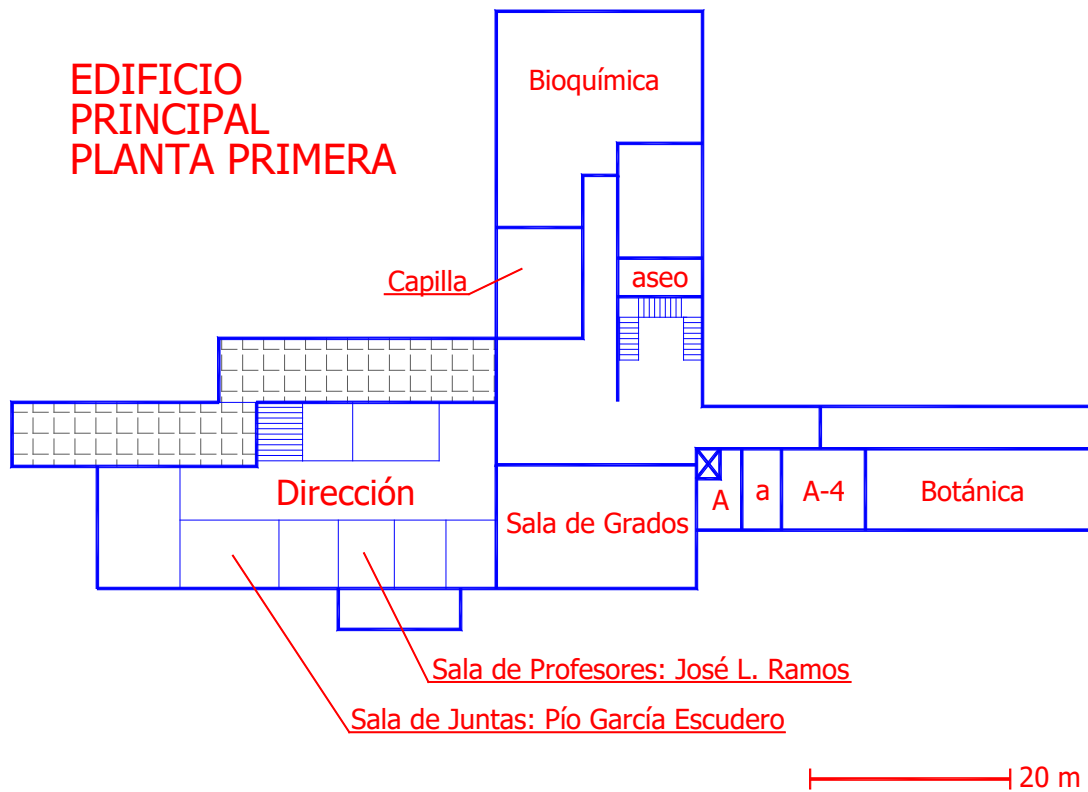 EDIFICIO
PRINCIPAL
PLANTA PRIMERA
Bioquímica
Capilla
aseo
Dirección
Sala de Grados
A
a
A-4
Botánica
Sala de Profesores: José L. Ramos
Sala de Juntas: Pío García Escudero
20 m